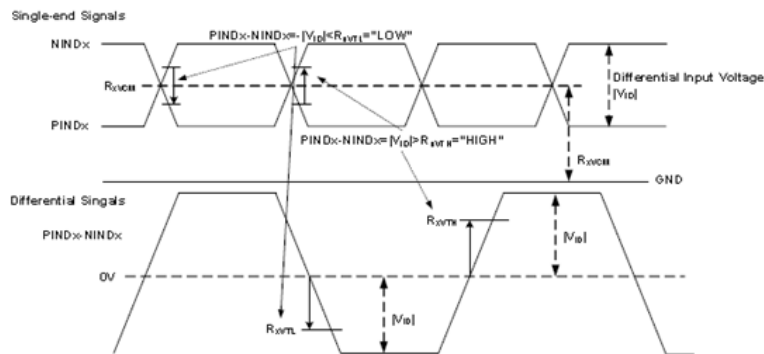 Single-end Signals
PINDx-NINDx=-|VID|<RxVTL="LOW"
NINDx
RxVCM
Differential Input Voltage
|VID|
PINDx
PINDx-NINDx=|VID|>RxVTH="HIGH"
RxVCM
GND
Differential Singals
PINDx-NINDx
RxVTH
|VID|
0V
RxVTL
|VID|